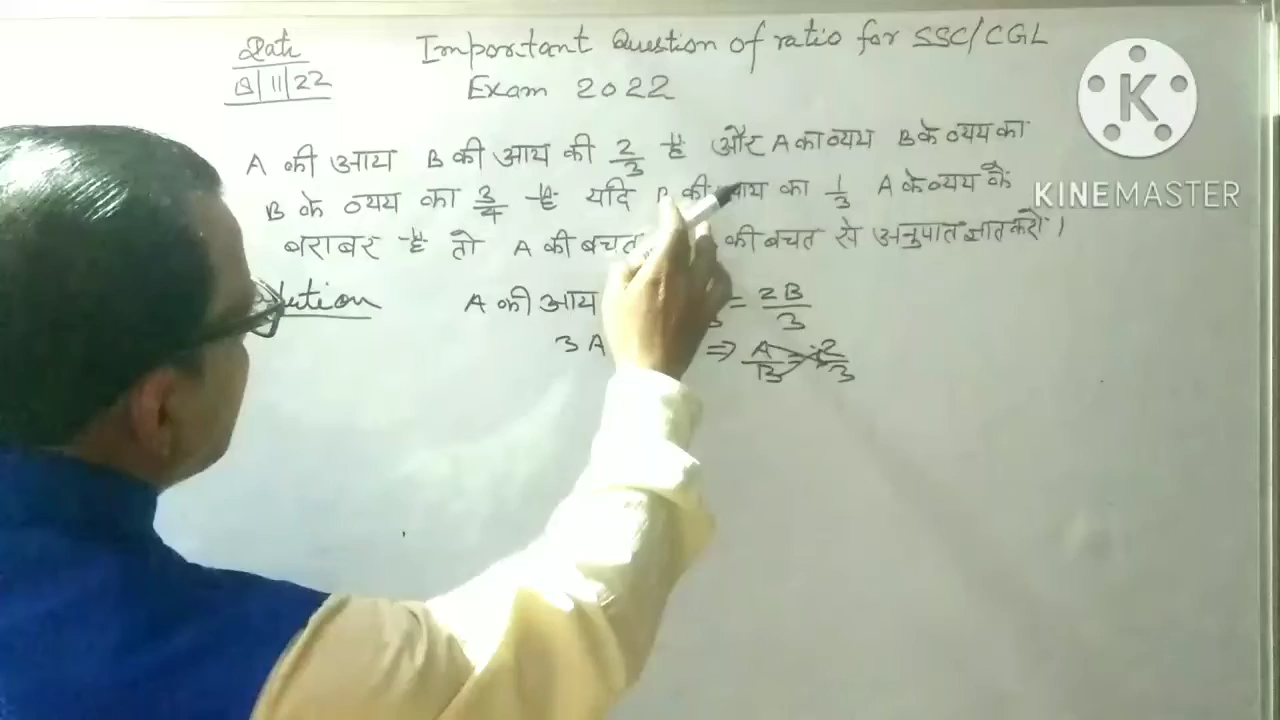 Date
Important Question of ratio for SSC/CGL
18/11/22
Exam 2022
A की आय B की आय की 2/3 है और A का व्यय B के व्यय का
B के व्यय का 3/4 है यदि की आय का 1/3 A के व्यय के
बराबर है तो A की बचत की बचत से अनुपात ज्ञात करो।
A की आय = 2B/3
3A ⇒ A/B = 2/3
K
KINEMASTER